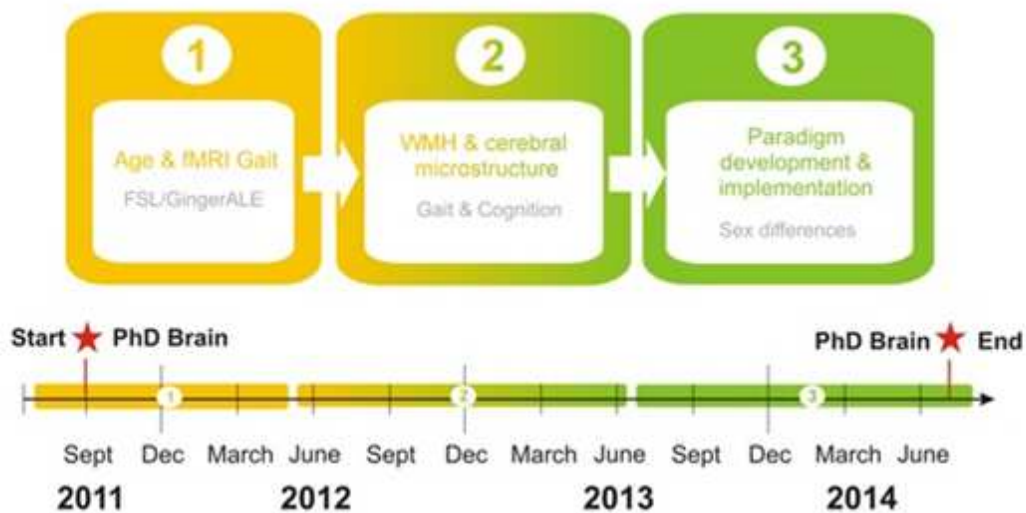 1
2
3
Age & fMRI Gait
FSL/GingerALE
WMH & cerebral
microstructure
Gait & Cognition
Paradigm
development &
implementation
Sex differences
Start PhD Brain
PhD Brain End
1
2
3
Sept Dec March June Sept Dec March June Sept Dec March June
2011 2012 2013 2014